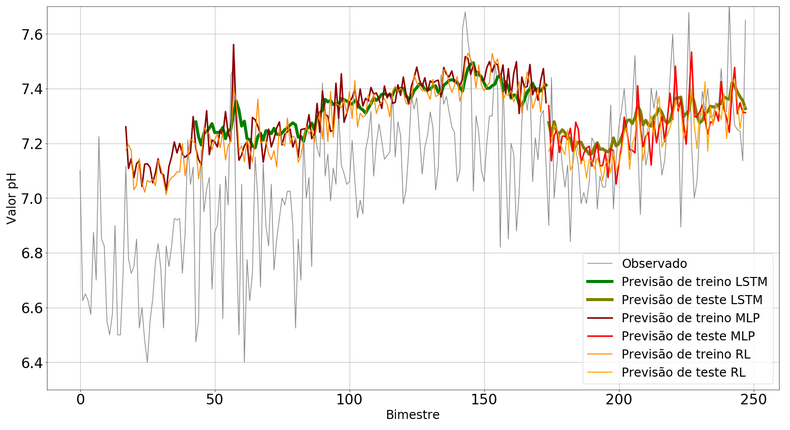 7.6
7.4
7.2
7.0
6.8
6.6
6.4
Valor pH
0 50 100 150 200 250
Bimestre
Observado
Previsão de treino LSTM
Previsão de teste LSTM
Previsão de treino MLP
Previsão de teste MLP
Previsão de treino RL
Previsão de teste RL